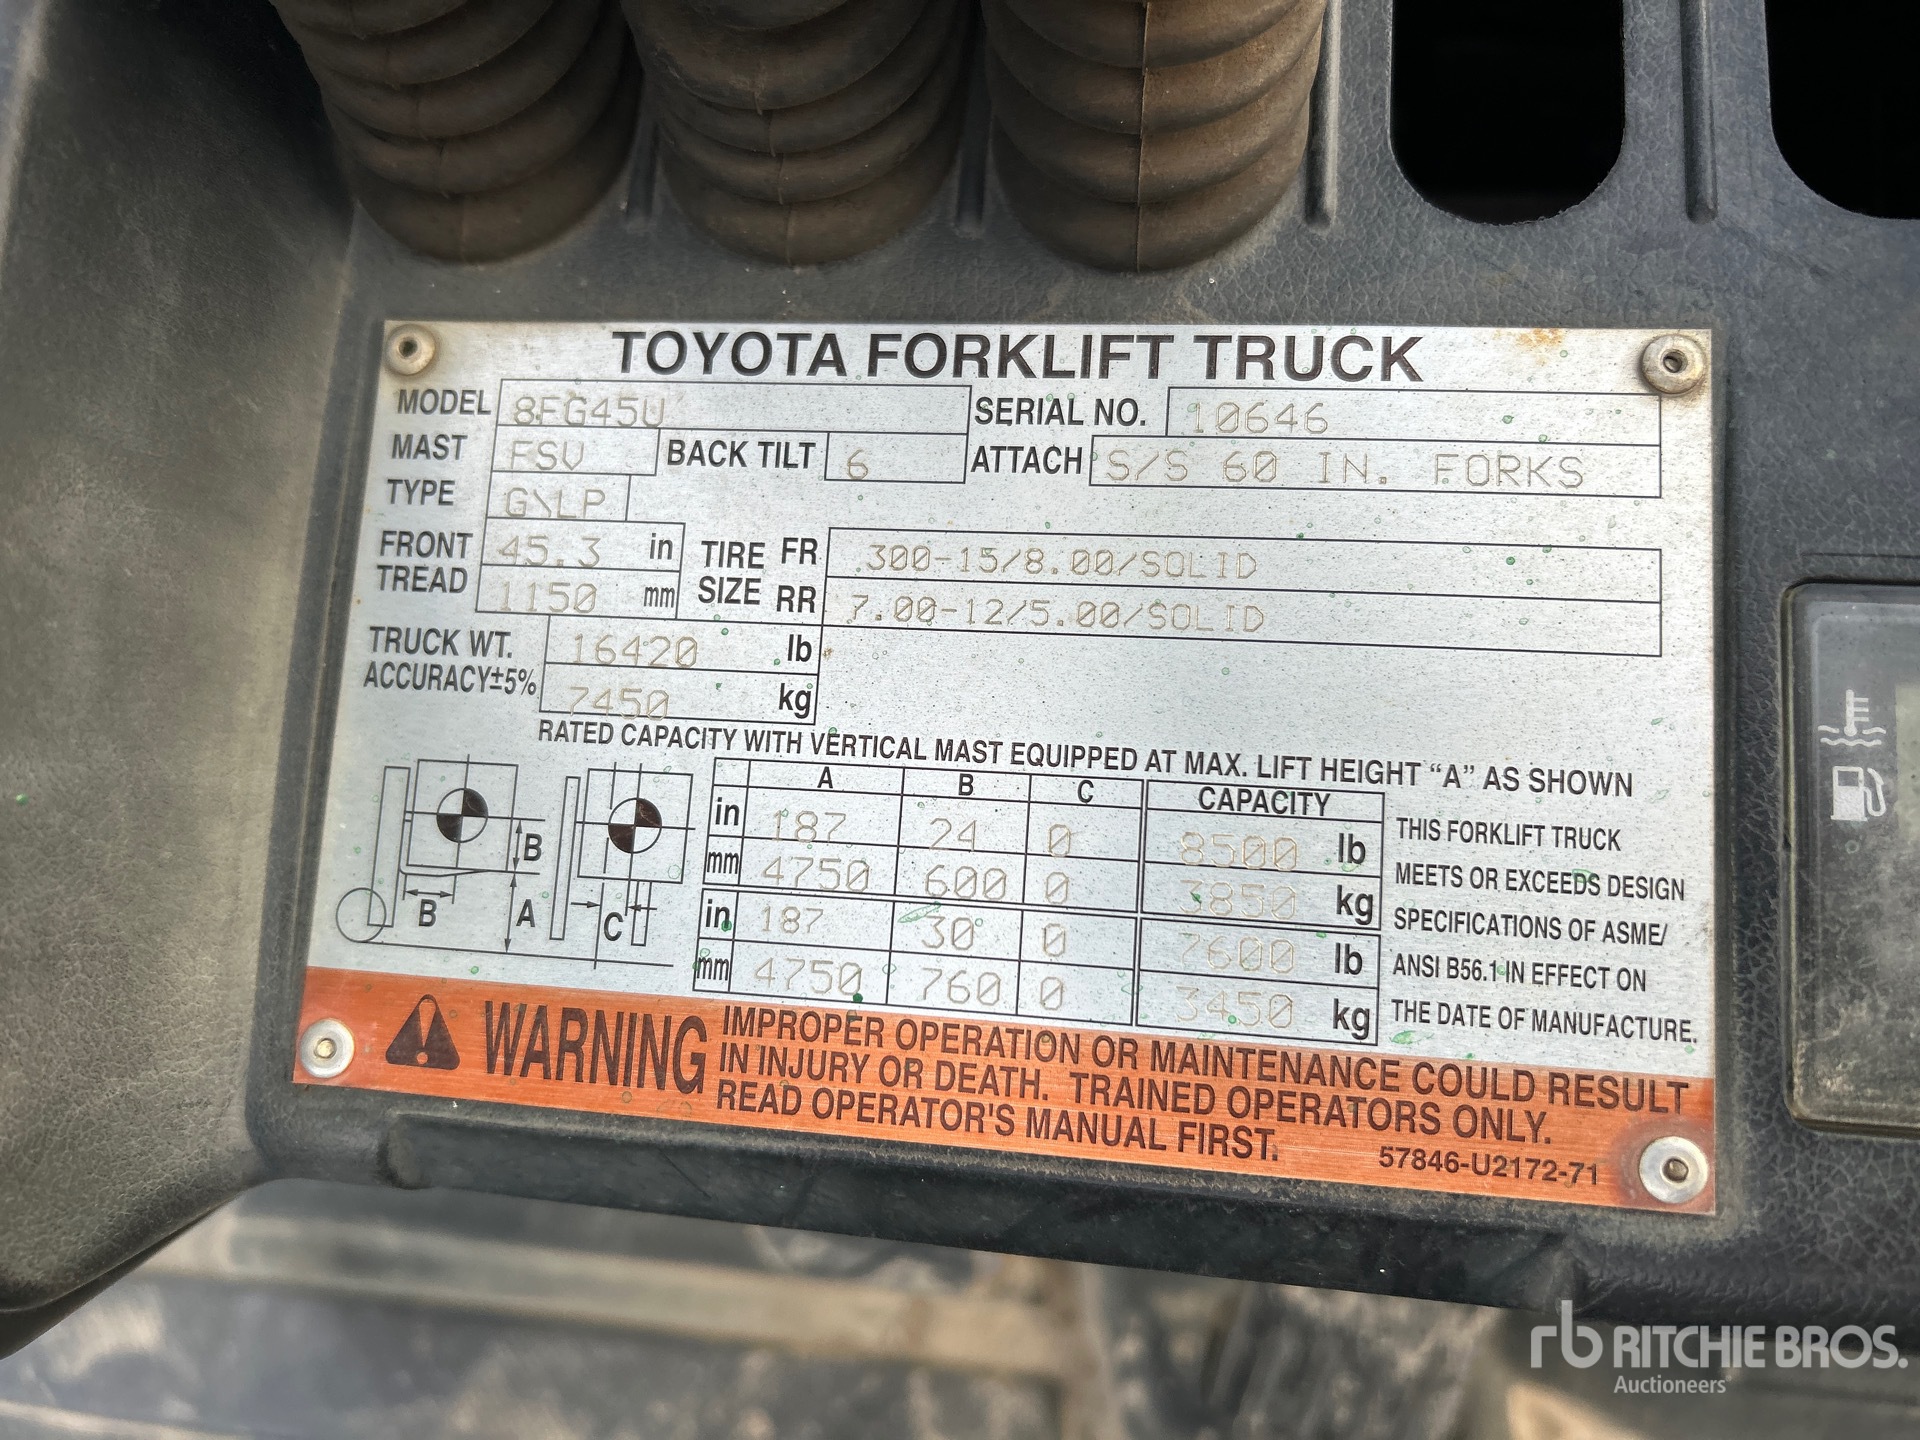 TOYOTA FORKLIFT TRUCK
MODEL 8FG45U SERIAL NO. 10646
MAST FSV BACK TILT 6 ATTACH S/S 60 IN. FORKS
TYPE G\LP
FRONT TREAD 45.3 in TIRE SIZE FR 300-15/8.00/SOLID
1150 mm RR 7.00-12/5.00/SOLID
TRUCK WT. 16420 lb
ACCURACY±5% 7450 kg
RATED CAPACITY WITH VERTICAL MAST EQUIPPED AT MAX. LIFT HEIGHT “A” AS SHOWN
A B C CAPACITY
in 187 24 0 8500 lb
mm 4750 600 0 3850 kg
in 187 30 0 7600 lb
mm 4750 760 0 3450 kg
B
B A C
THIS FORKLIFT TRUCK
MEETS OR EXCEEDS DESIGN
SPECIFICATIONS OF ASME/
ANSI B56.1 IN EFFECT ON
THE DATE OF MANUFACTURE.
WARNING IMPROPER OPERATION OR MAINTENANCE COULD RESULT
IN INJURY OR DEATH. TRAINED OPERATORS ONLY.
READ OPERATOR'S MANUAL FIRST.
57846-U2172-71
rb RITCHIE BROS.
Auctioneers